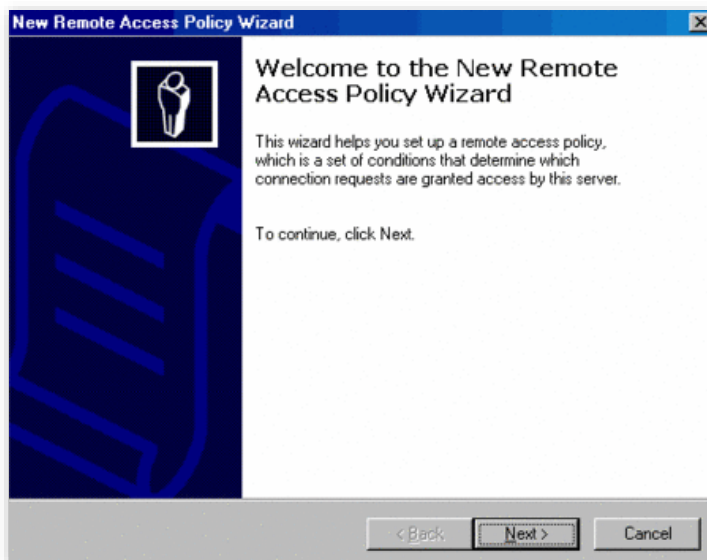 New Remote Access Policy Wizard
Welcome to the New Remote
Access Policy Wizard
This wizard helps you set up a remote access policy,
which is a set of conditions that determine which
connection requests are granted access by this server.
To continue, click Next.
< Back
Next >
Cancel